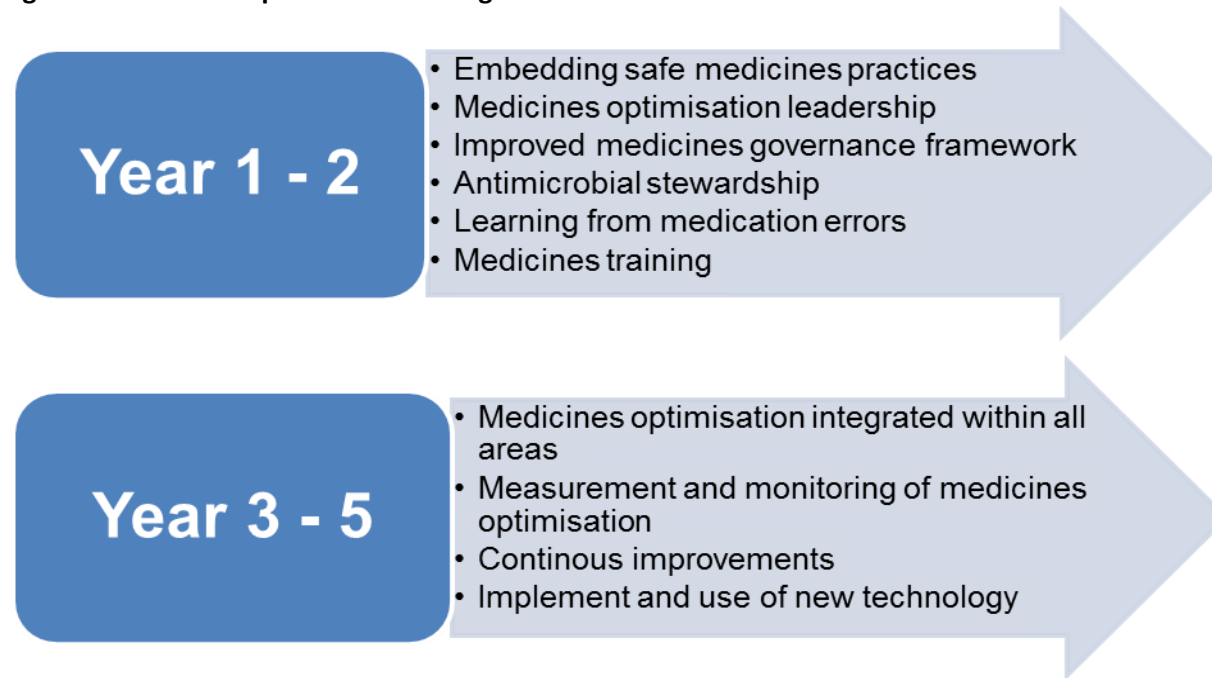 Year 1 - 2
• Embedding safe medicines practices
• Medicines optimisation leadership
• Improved medicines governance framework
• Antimicrobial stewardship
• Learning from medication errors
• Medicines training
Year 3 - 5
• Medicines optimisation integrated within all
areas
• Measurement and monitoring of medicines
optimisation
• Continous improvements
• Implement and use of new technology